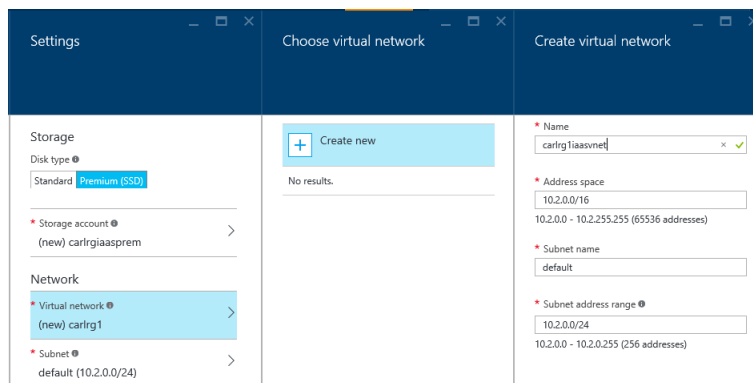 Settings
Storage
Disk type
Standard Premium (SSD)
* Storage account
(new) carlrgiaasprem
Network
* Virtual network
(new) carlrg1
* Subnet
default (10.2.0.0/24)
Choose virtual network
Create new
No results.
Create virtual network
* Name
carlrg1iaasvnet
* Address space
10.2.0.0/16
10.2.0.0 - 10.2.255.255 (65536 addresses)
* Subnet name
default
* Subnet address range
10.2.0.0/24
10.2.0.0 - 10.2.0.255 (256 addresses)